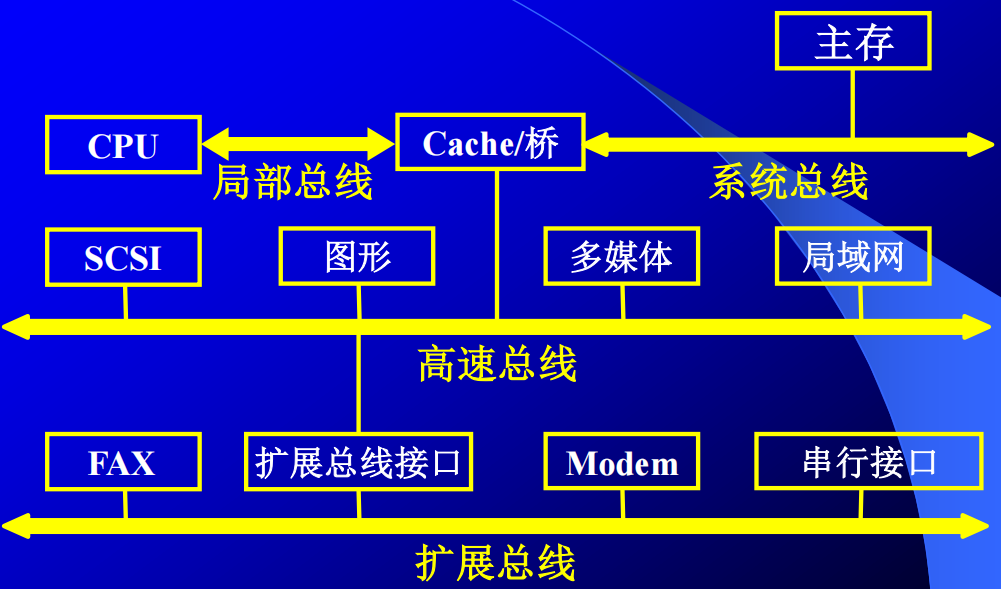 主存
CPU
Cache/桥
局部总线
系统总线
SCSI
图形
多媒体
局域网
高速总线
FAX
扩展总线接口
Modem
串行接口
扩展总线